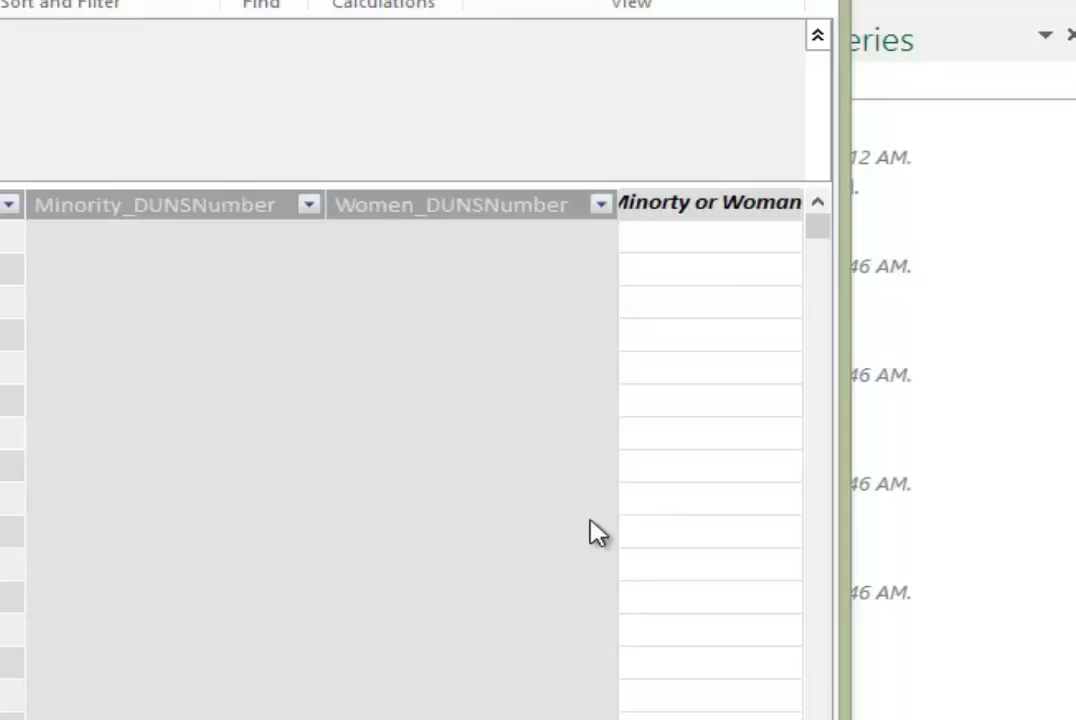 Sort and Filter Find Calculations View
eries
12 AM.
Minority_DUNSNumber Women_DUNSNumber Minorty or Woman
46 AM.
46 AM.
46 AM.
46 AM.